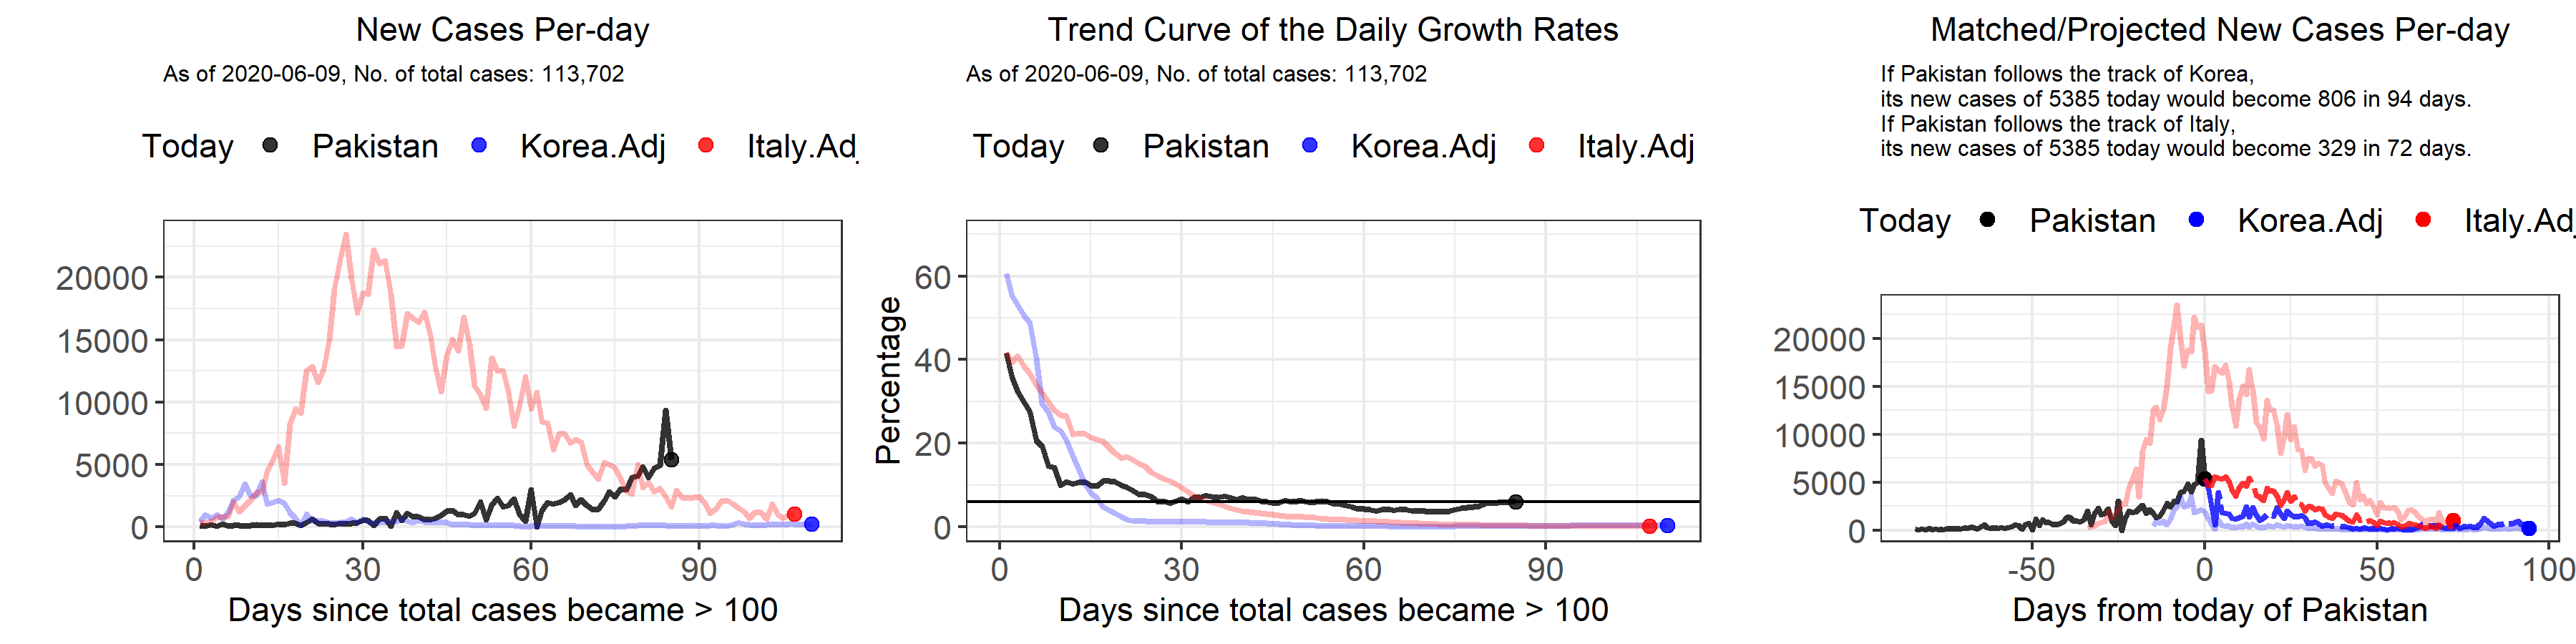 New Cases Per-day
As of 2020-06-09, No. of total cases: 113,702
Today Pakistan Korea.Adj Italy.Ad
20000
15000
10000
5000
0
0 30 60 90
Days since total cases became > 100
Trend Curve of the Daily Growth Rates
As of 2020-06-09, No. of total cases: 113,702
Today Pakistan Korea.Adj Italy.Adj
Percentage
60
40
20
0
0 30 60 90
Days since total cases became > 100
Matched/Projected New Cases Per-day
If Pakistan follows the track of Korea,
its new cases of 5385 today would become 806 in 94 days.
If Pakistan follows the track of Italy,
its new cases of 5385 today would become 329 in 72 days.
Today Pakistan Korea.Adj Italy.Adj
20000
15000
10000
5000
0
-50 0 50 100
Days from today of Pakistan